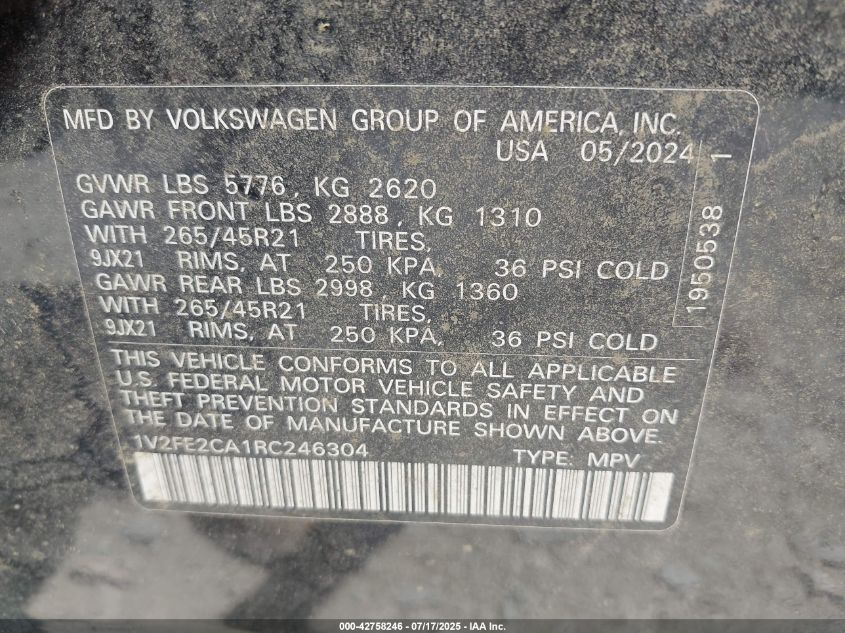 MFD BY VOLKSWAGEN GROUP OF AMERICA, INC.
USA 05/2024
GVWR LBS 5776, KG 2620
GAWR FRONT LBS 2888, KG 1310
WITH 265/45R21 TIRES,
9JX21 RIMS, AT 250 KPA, 36 PSI COLD
GAWR REAR LBS 2998, KG 1360
WITH 265/45R21 TIRES,
9JX21 RIMS, AT 250 KPA, 36 PSI COLD
1950538 1
THIS VEHICLE CONFORMS TO ALL APPLICABLE
U.S. FEDERAL MOTOR VEHICLE SAFETY AND
THEFT PREVENTION STANDARDS IN EFFECT ON
THE DATE OF MANUFACTURE SHOWN ABOVE.
1V2FE2CA1RC246304 TYPE: MPV
000-42758246 - 07/17/2025 - IAA Inc.